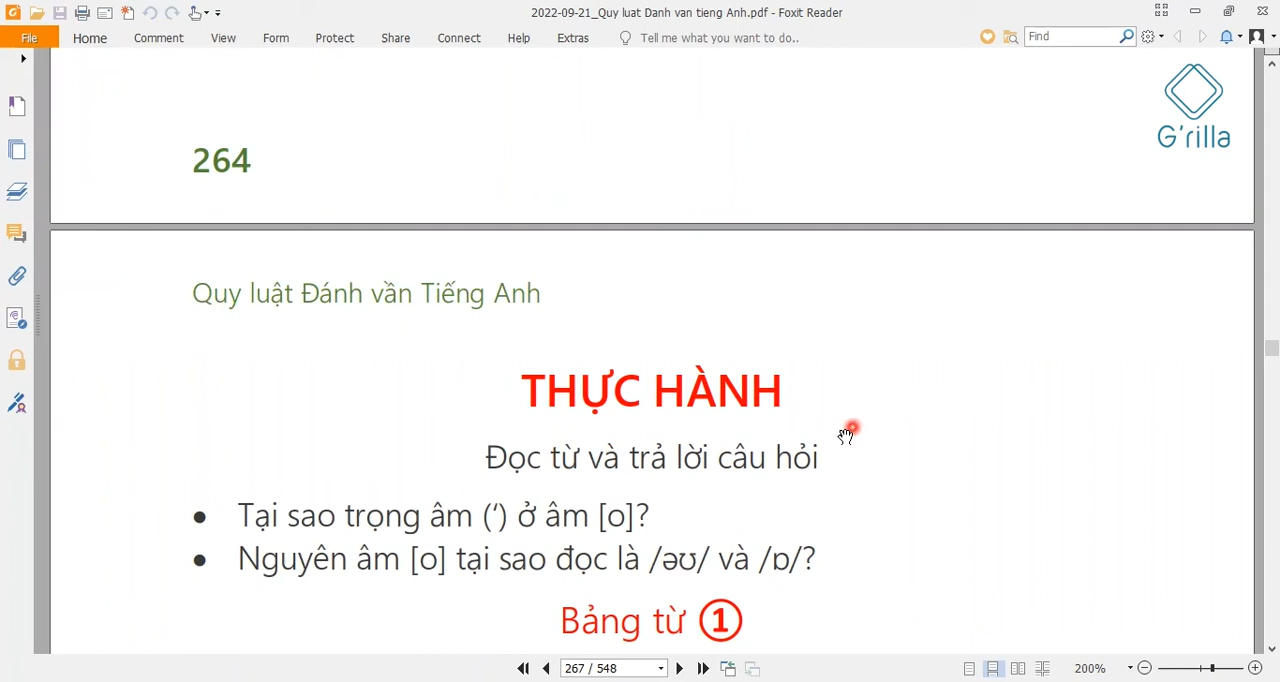 2022-09-21_Quy luat Danh van tieng Anh.pdf - Foxit Reader
File Home Comment View Form Protect Share Connect Help Extras Tell me what you want to do.. Find
G'rilla
264
Quy luật Đánh vần Tiếng Anh
THỰC HÀNH
Đọc từ và trả lời câu hỏi
• Tại sao trọng âm (‘) ở âm [o]?
• Nguyên âm [o] tại sao đọc là /əʊ/ và /ɒ/?
Bảng từ ①
267 / 548 200%